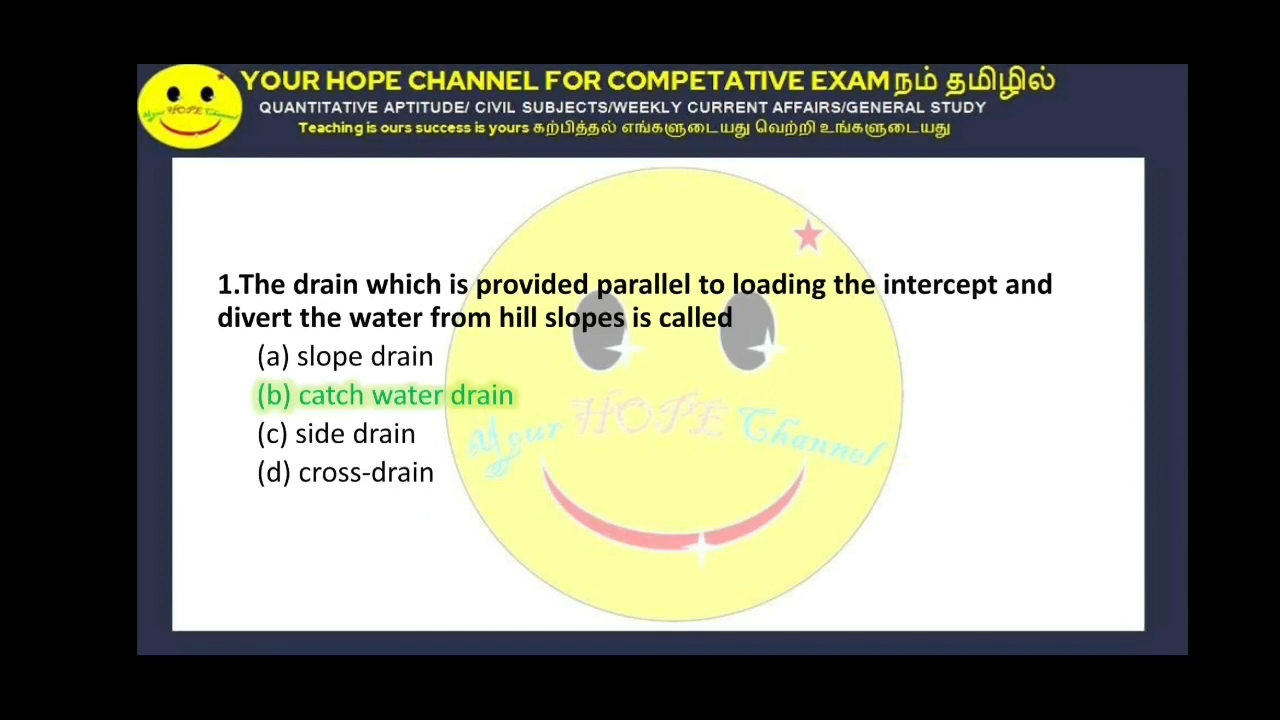 YOUR HOPE CHANNEL FOR COMPETATIVE EXAM நம் தமிழில்
QUANTITATIVE APTITUDE/ CIVIL SUBJECTS/WEEKLY CURRENT AFFAIRS/GENERAL STUDY
Teaching is ours success is yours கற்பித்தல் எங்களுடையது வெற்றி உங்களுடையது
Your HOPE Channel
1.The drain which is provided parallel to loading the intercept and
divert the water from hill slopes is called
(a) slope drain
(b) catch water drain
(c) side drain
(d) cross-drain
Your HOPE Channel